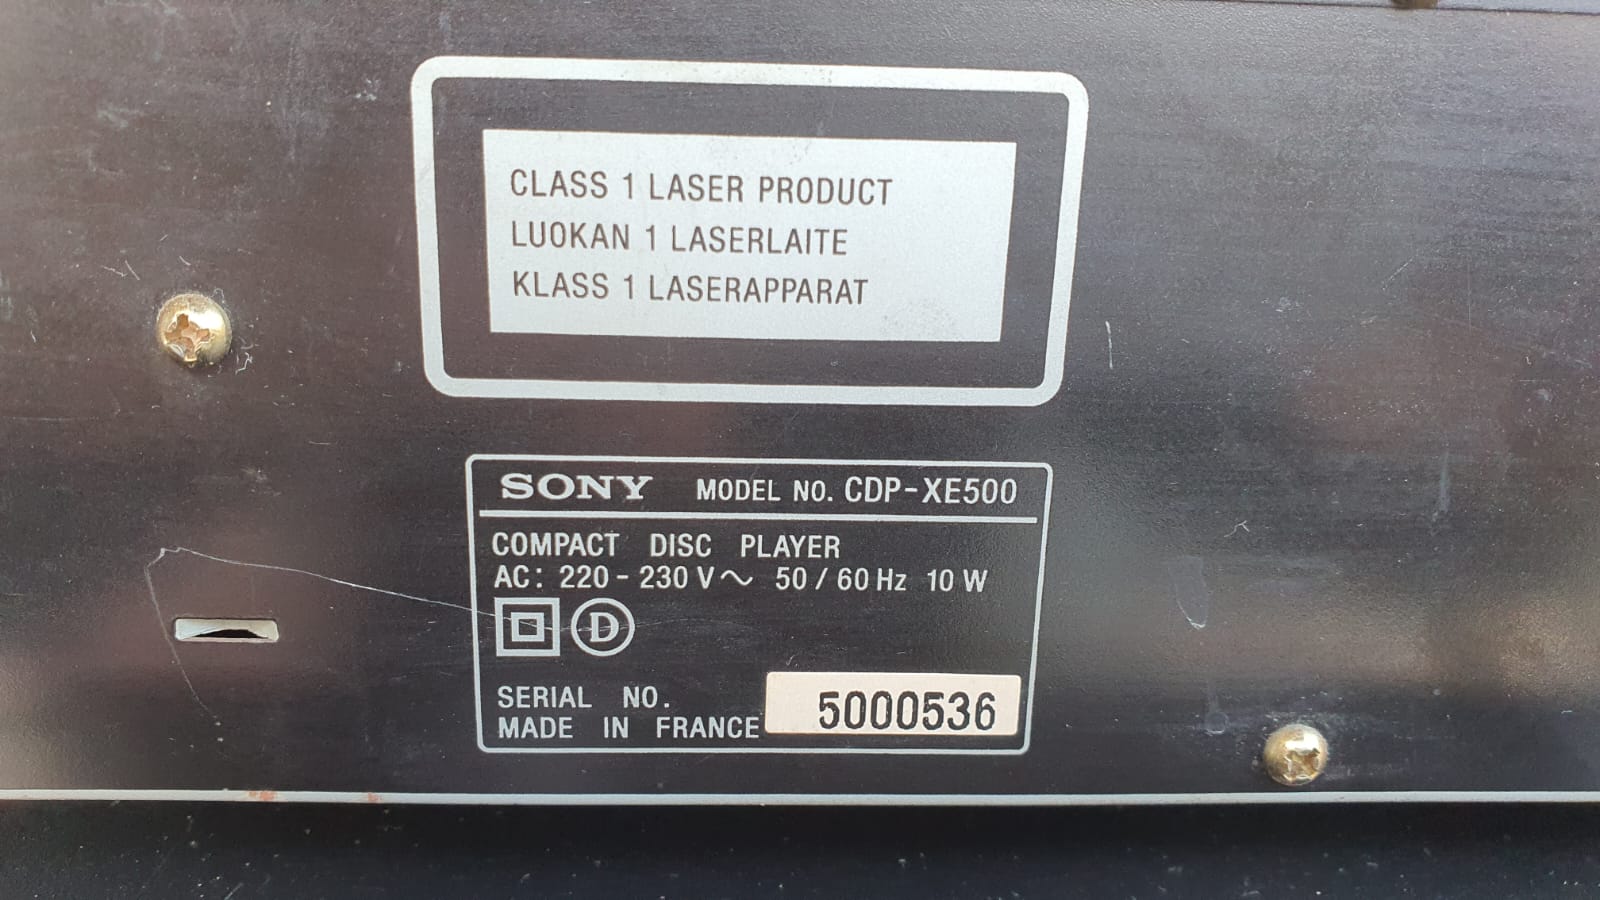 CLASS 1 LASER PRODUCT
LUOKAN 1 LASERLAITE
KLASS 1 LASERAPPARAT
SONY MODEL NO. CDP-XE500
COMPACT DISC PLAYER
AC: 220 - 230 V～ 50 / 60 Hz 10 W
D
SERIAL NO. 5000536
MADE IN FRANCE